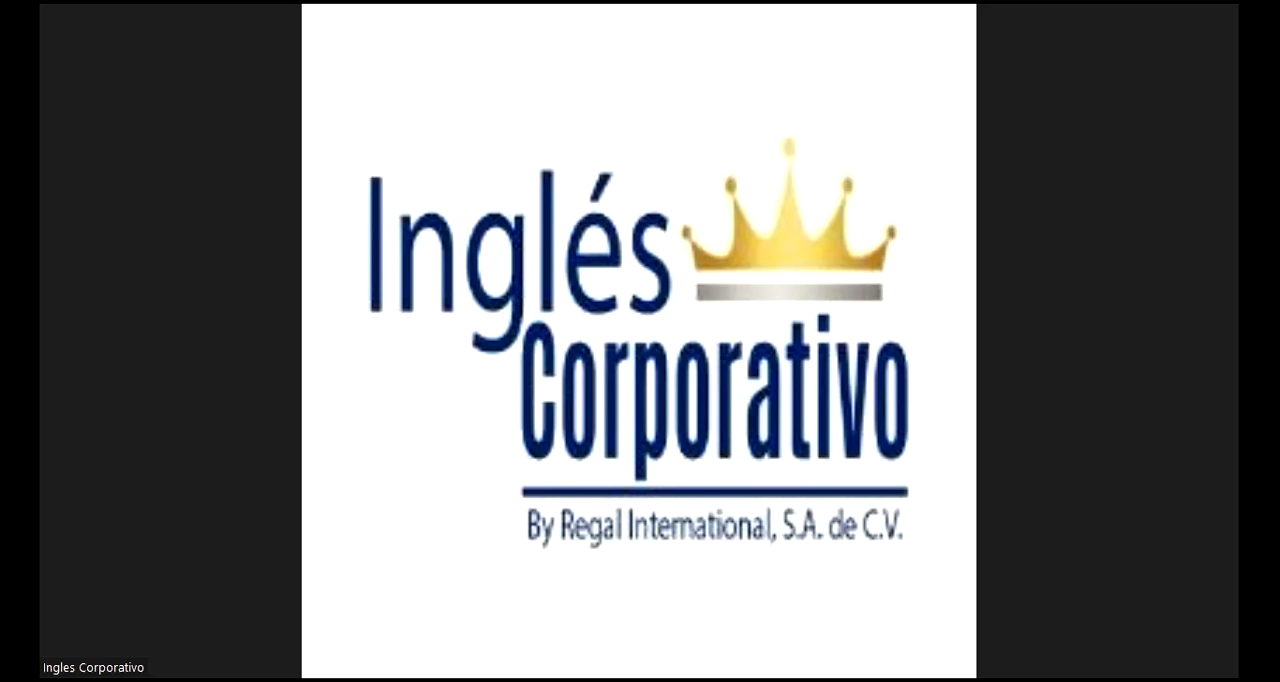 Inglés
Corporativo
By Regal International, S.A. de C.V.
Ingles Corporativo